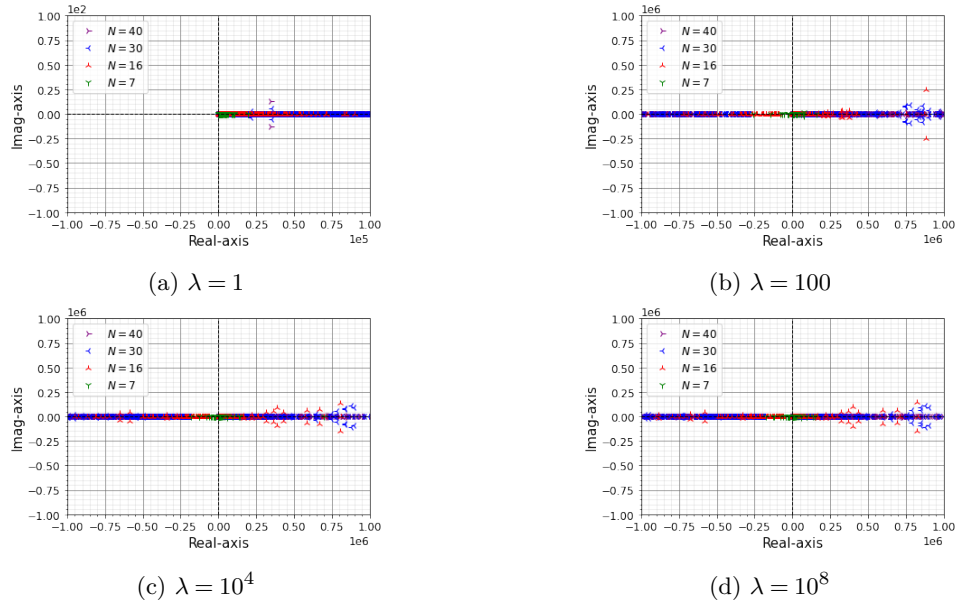 1e2
1.00
0.75
0.50
0.25
0.00
−0.25
−0.50
−0.75
−1.00
Imag-axis
N = 40
N = 30
N = 16
N = 7
−1.00 −0.75 −0.50 −0.25 0.00 0.25 0.50 0.75 1.00
Real-axis
1e5
(a) λ = 1
1e6
1.00
0.75
0.50
0.25
0.00
−0.25
−0.50
−0.75
−1.00
Imag-axis
N = 40
N = 30
N = 16
N = 7
−1.00 −0.75 −0.50 −0.25 0.00 0.25 0.50 0.75 1.00
Real-axis
1e6
(b) λ = 100
1e6
1.00
0.75
0.50
0.25
0.00
−0.25
−0.50
−0.75
−1.00
Imag-axis
N = 40
N = 30
N = 16
N = 7
−1.00 −0.75 −0.50 −0.25 0.00 0.25 0.50 0.75 1.00
Real-axis
1e6
(c) λ = 10⁴
1e6
1.00
0.75
0.50
0.25
0.00
−0.25
−0.50
−0.75
−1.00
Imag-axis
N = 40
N = 30
N = 16
N = 7
−1.00 −0.75 −0.50 −0.25 0.00 0.25 0.50 0.75 1.00
Real-axis
1e6
(d) λ = 10⁸